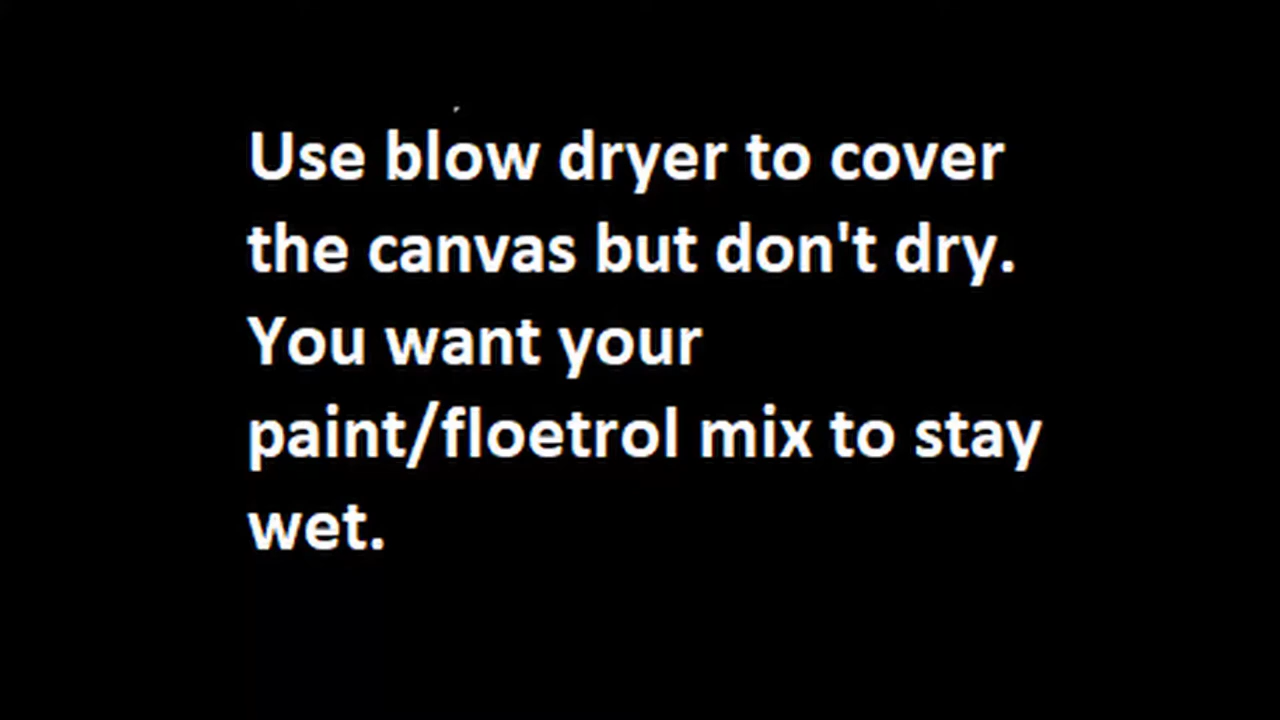 Use blow dryer to cover
the canvas but don't dry.
You want your
paint/floetrol mix to stay
wet.